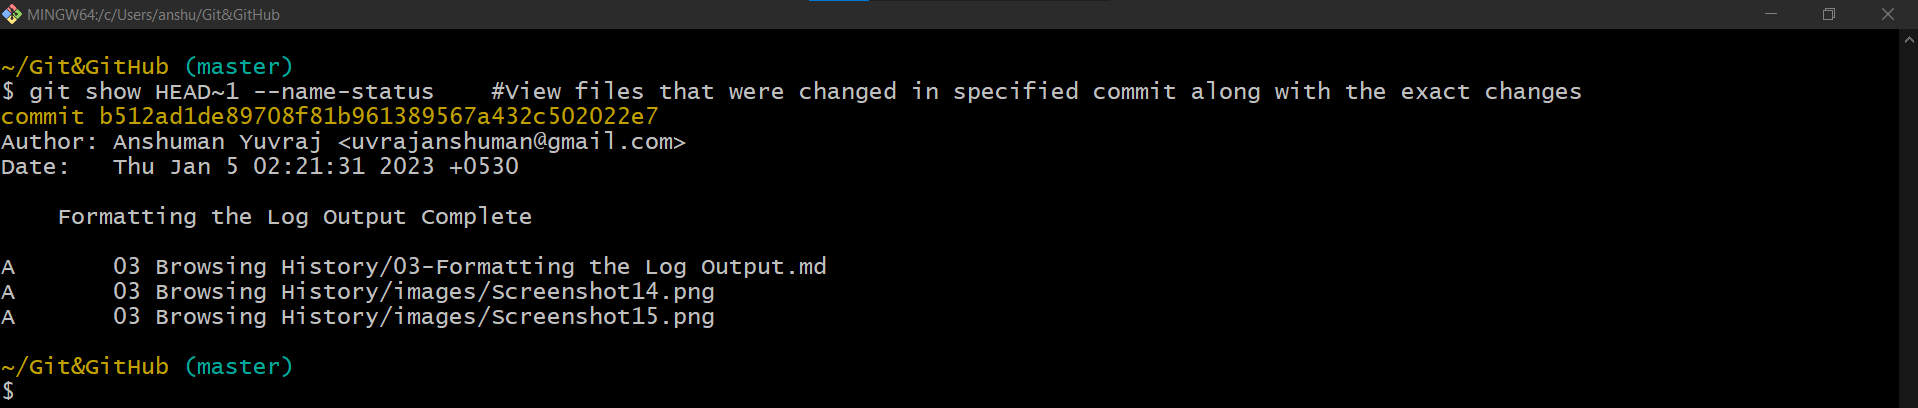 MINGW64:/c/Users/anshu/Git&GitHub
~/Git&GitHub (master)
$ git show HEAD~1 --name-status    #View files that were changed in specified commit along with the exact changes
commit b512ad1de89708f81b961389567a432c502022e7
Author: Anshuman Yuvraj <uvrajanshuman@gmail.com>
Date:   Thu Jan 5 02:21:31 2023 +0530
    Formatting the Log Output Complete
A       03 Browsing History/03-Formatting the Log Output.md
A       03 Browsing History/images/Screenshot14.png
A       03 Browsing History/images/Screenshot15.png
~/Git&GitHub (master)
$